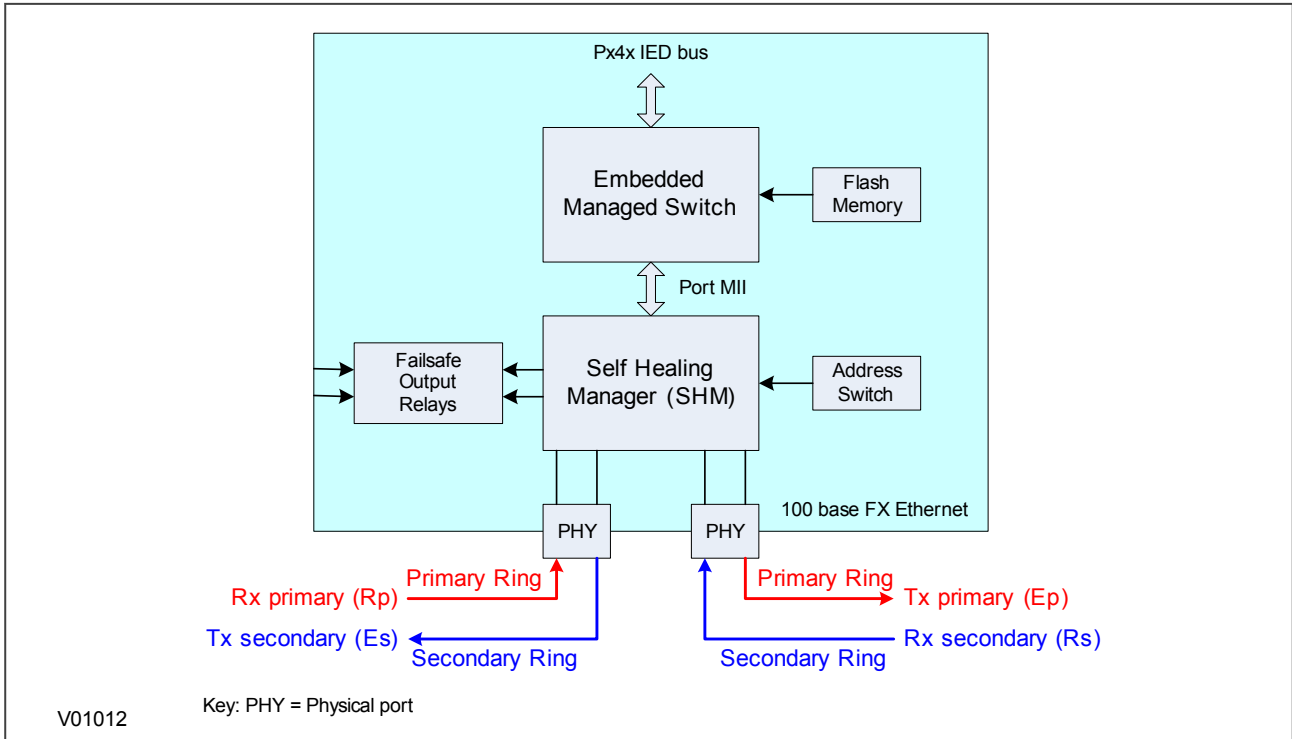 Px4x IED bus
Embedded
Managed Switch
Flash
Memory
Port MII
Failsafe
Output
Relays
Self Healing
Manager (SHM)
Address
Switch
100 base FX Ethernet
PHY
PHY
Primary Ring
Primary Ring
Rx primary (Rp)
Tx primary (Ep)
Tx secondary (Es)
Rx secondary (Rs)
Secondary Ring
Secondary Ring
Key: PHY = Physical port
V01012